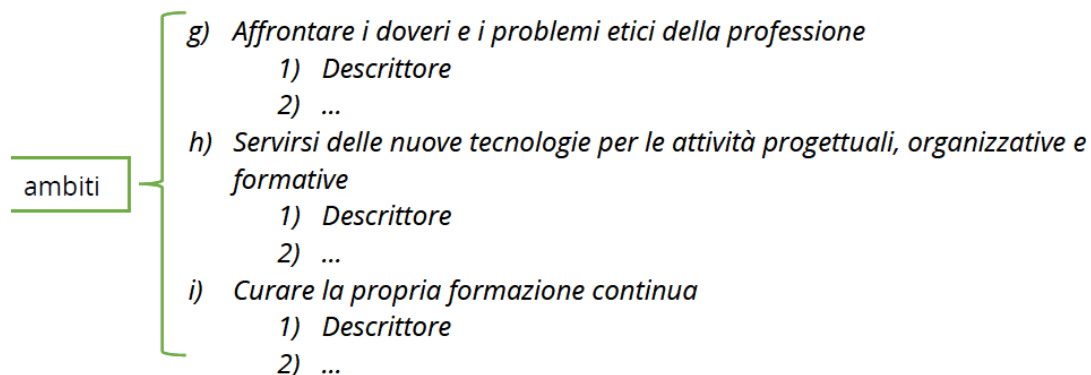 g) Affrontare i doveri e i problemi etici della professione
1) Descrittore
2) ...
h) Servirsi delle nuove tecnologie per le attività progettuali, organizzative e
formative
ambiti
1) Descrittore
2) ...
i) Curare la propria formazione continua
1) Descrittore
2) ...